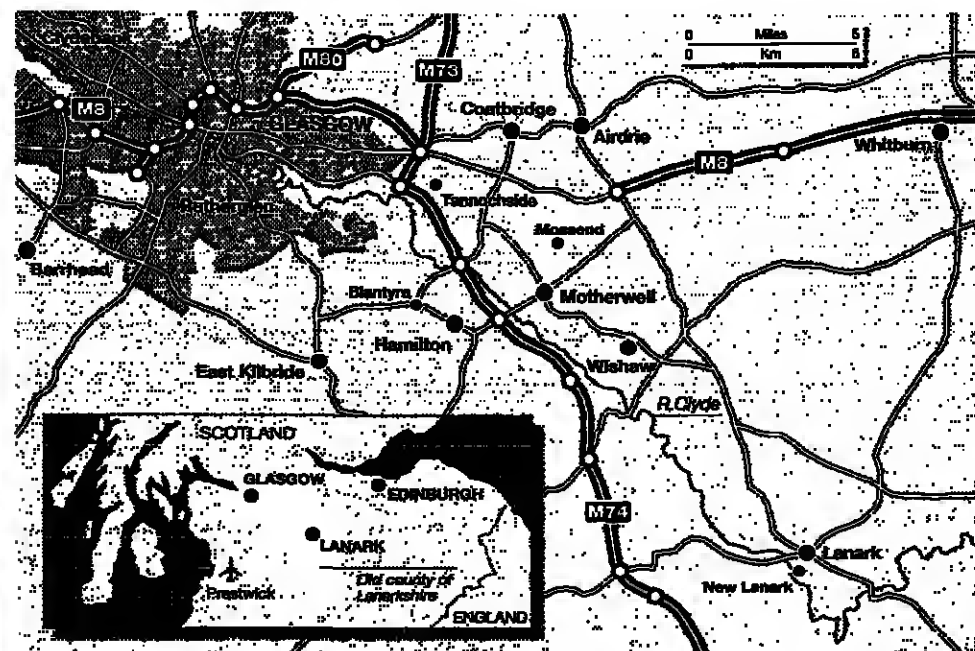 M80
M73
0 Miles 5
0 Km 5
M8
Coatbridge
GLASGOW
Airdrie
Whitburn
M8
Tannochside
Rutherglen
Mossend
Barrhead
Blantyre
Motherwell
Hamilton
Wishaw
East Kilbride
R.Clyde
SCOTLAND
GLASGOW
EDINBURGH
M74
LANARK
Lanark
Old county of
Lanarkshire
New Lanark
Prestwick
ENGLAND